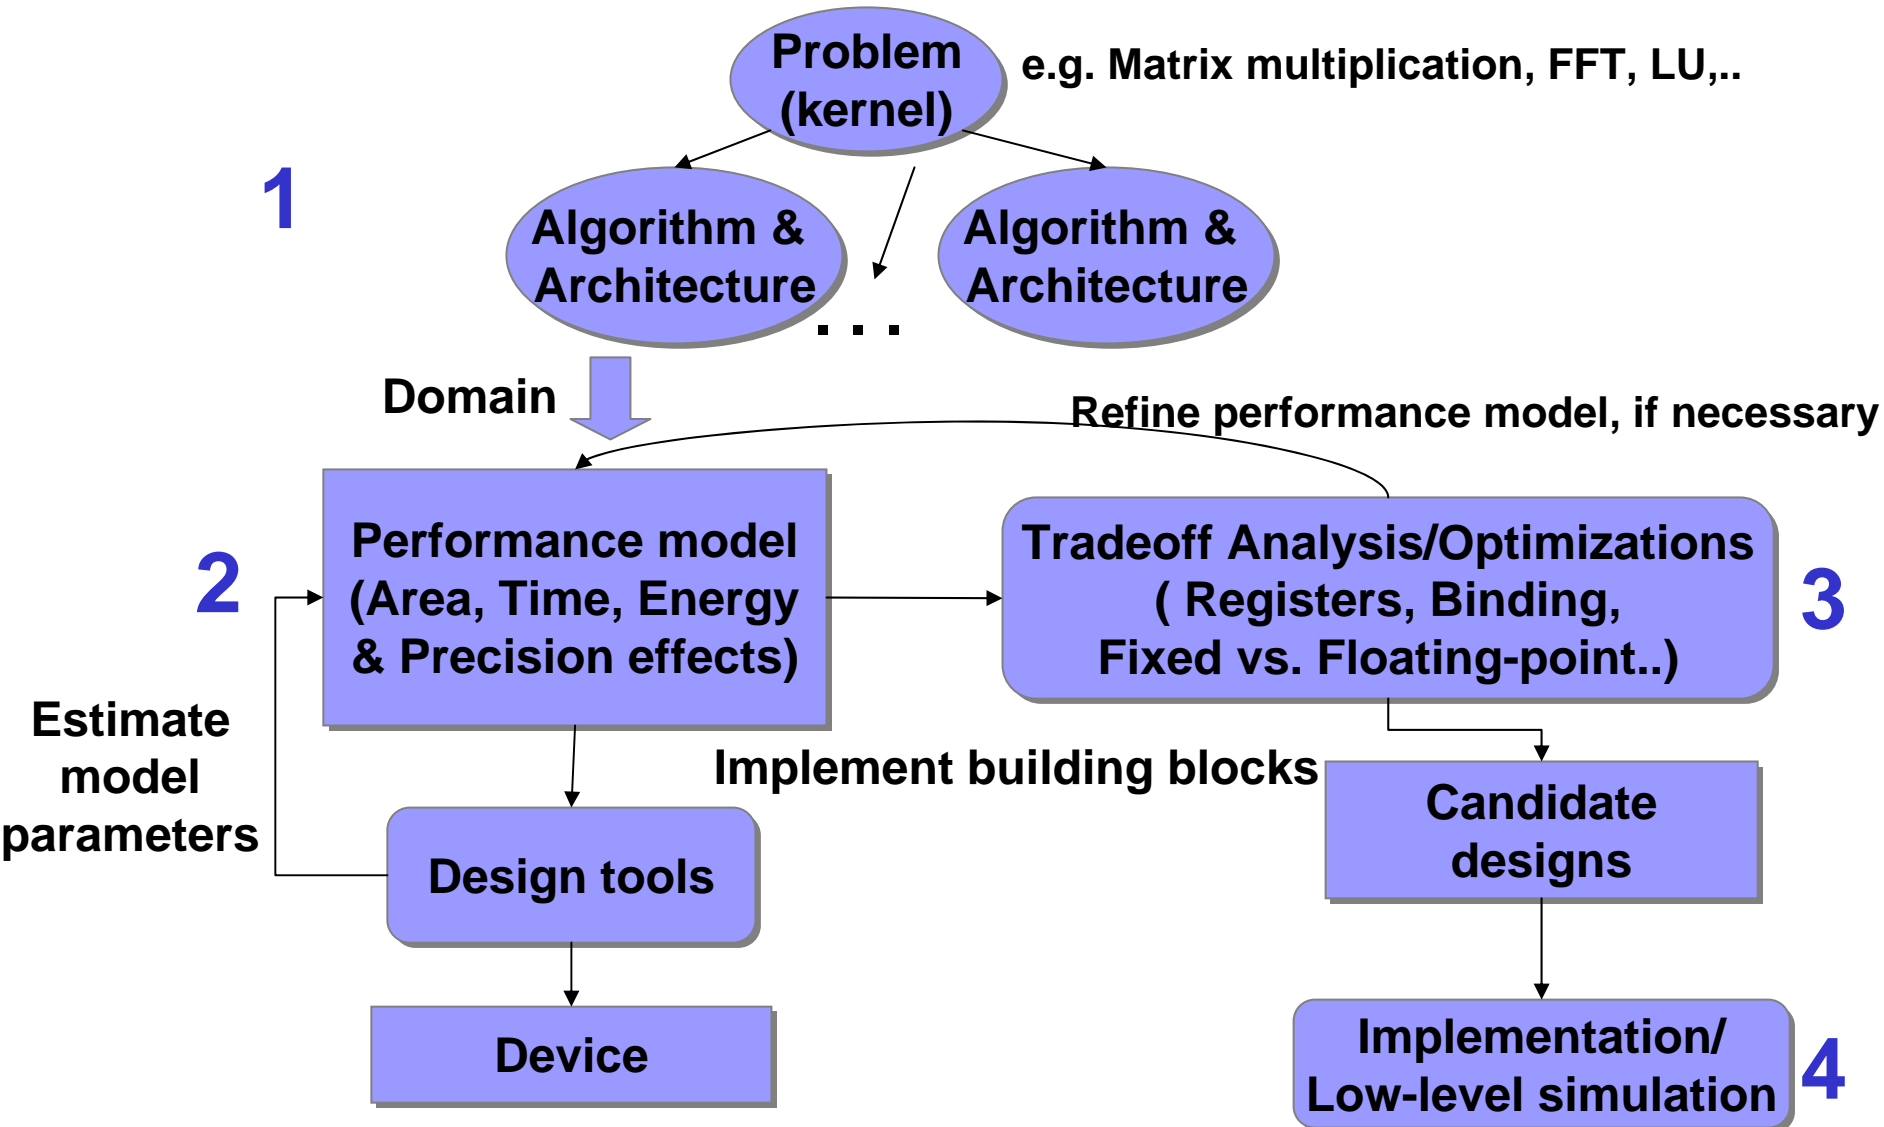 Problem
(kernel)
e.g. Matrix multiplication, FFT, LU,..
1
Algorithm &
Architecture
. . .
Algorithm &
Architecture
Domain
Refine performance model, if necessary
2
Performance model
(Area, Time, Energy
& Precision effects)
Tradeoff Analysis/Optimizations
( Registers, Binding,
Fixed vs. Floating-point..)
3
Estimate
model
parameters
Implement building blocks
Design tools
Candidate
designs
Device
Implementation/
Low-level simulation
4